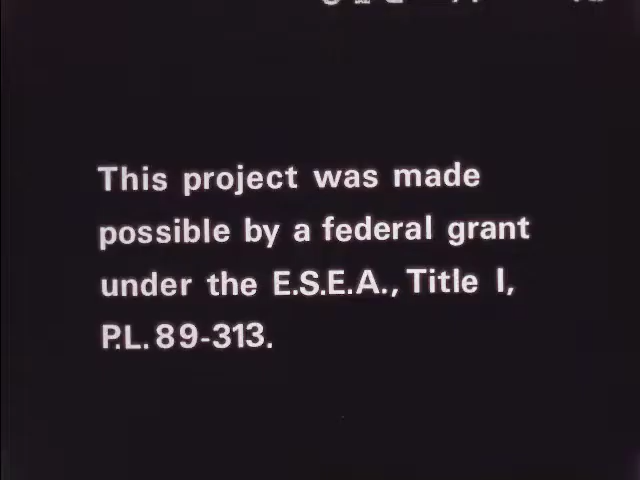 This project was made
possible by a federal grant
under the E.S.E.A., Title I,
P.L. 89-313.